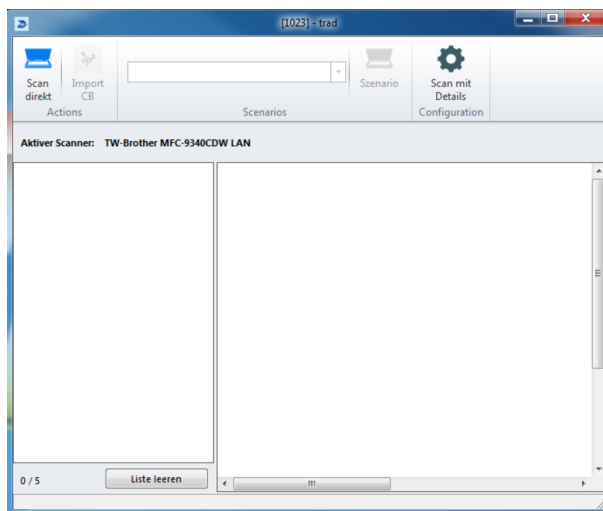 [1023] - trad
Scan direkt
Import CB
Szenario
Scan mit Details
Actions
Scenarios
Configuration
Aktiver Scanner: TW-Brother MFC-9340CDW LAN
0 / 5
Liste leeren